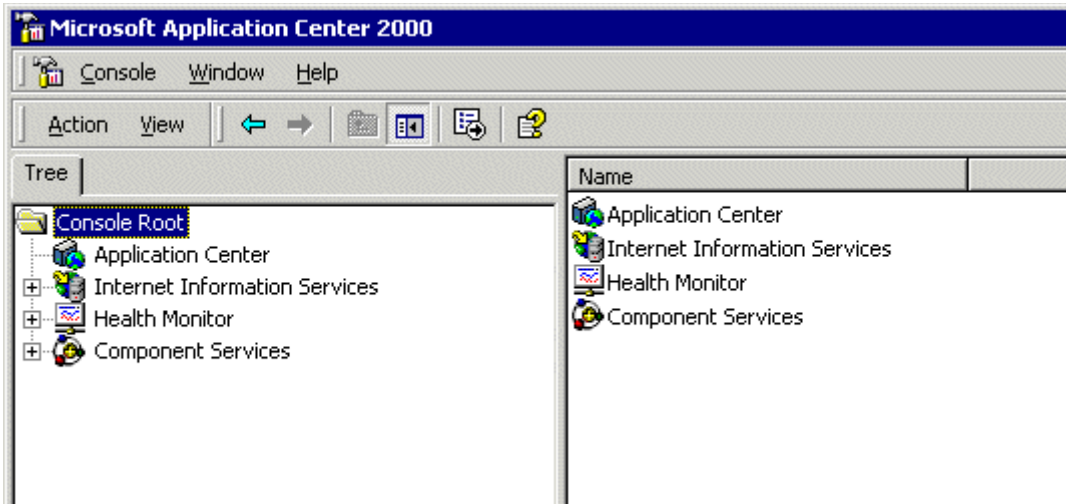 Microsoft Application Center 2000
Console Window Help
Action View
Tree
Console Root
Application Center
Internet Information Services
Health Monitor
Component Services
Name
Application Center
Internet Information Services
Health Monitor
Component Services